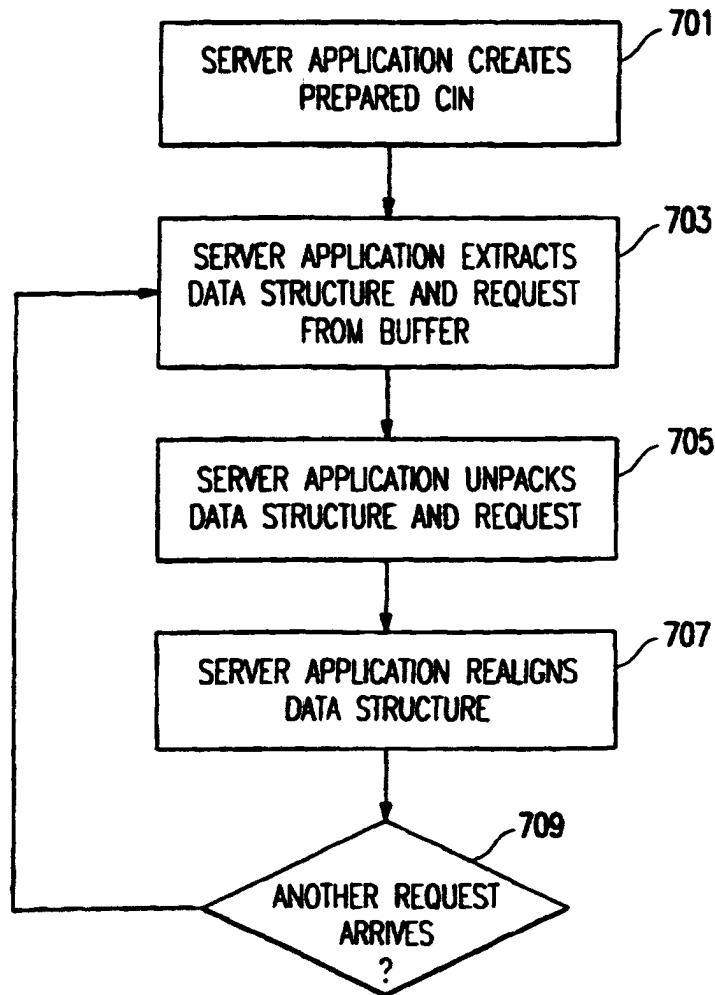 701
SERVER APPLICATION CREATES
PREPARED CIN
703
SERVER APPLICATION EXTRACTS
DATA STRUCTURE AND REQUEST
FROM BUFFER
705
SERVER APPLICATION UNPACKS
DATA STRUCTURE AND REQUEST
707
SERVER APPLICATION REALIGNS
DATA STRUCTURE
709
ANOTHER REQUEST
ARRIVES
?